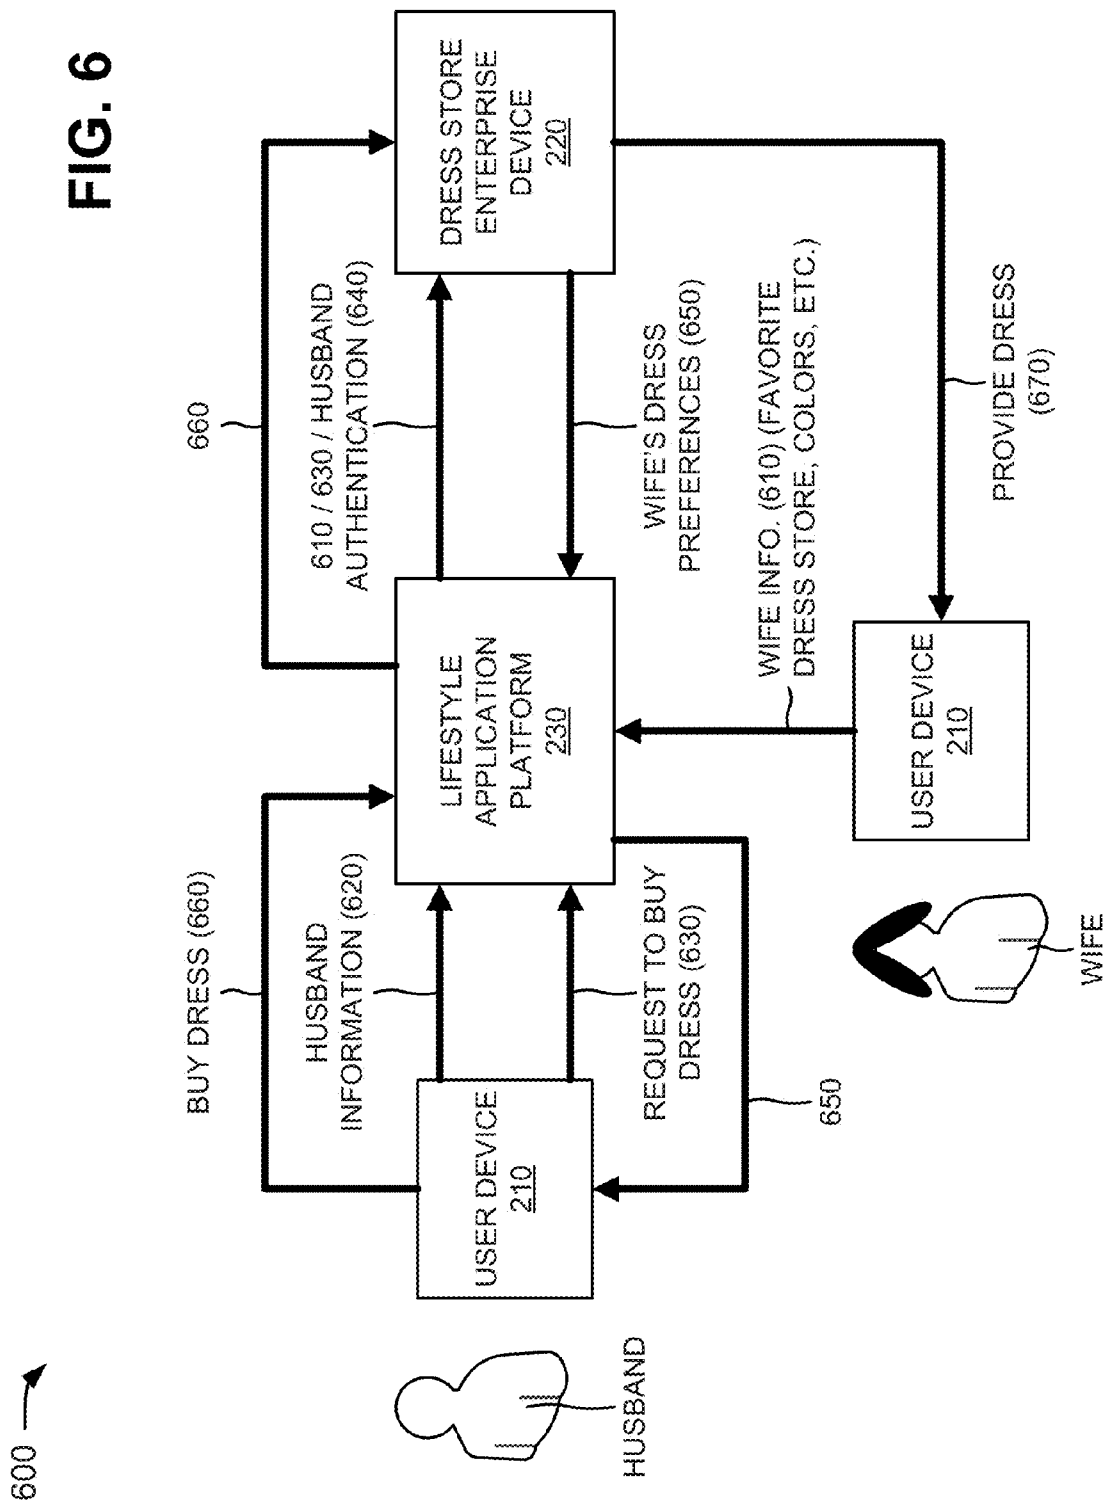 600
FIG. 6
BUY DRESS (660)
660
HUSBAND
INFORMATION (620)
610 / 630 / HUSBAND
AUTHENTICATION (640)
USER DEVICE
210
LIFESTYLE
APPLICATION
PLATFORM
230
DRESS STORE
ENTERPRISE
DEVICE
220
HUSBAND
REQUEST TO BUY
DRESS (630)
WIFE'S DRESS
PREFERENCES (650)
650
WIFE INFO. (610) (FAVORITE
DRESS STORE, COLORS, ETC.)
USER DEVICE
210
PROVIDE DRESS
(670)
WIFE